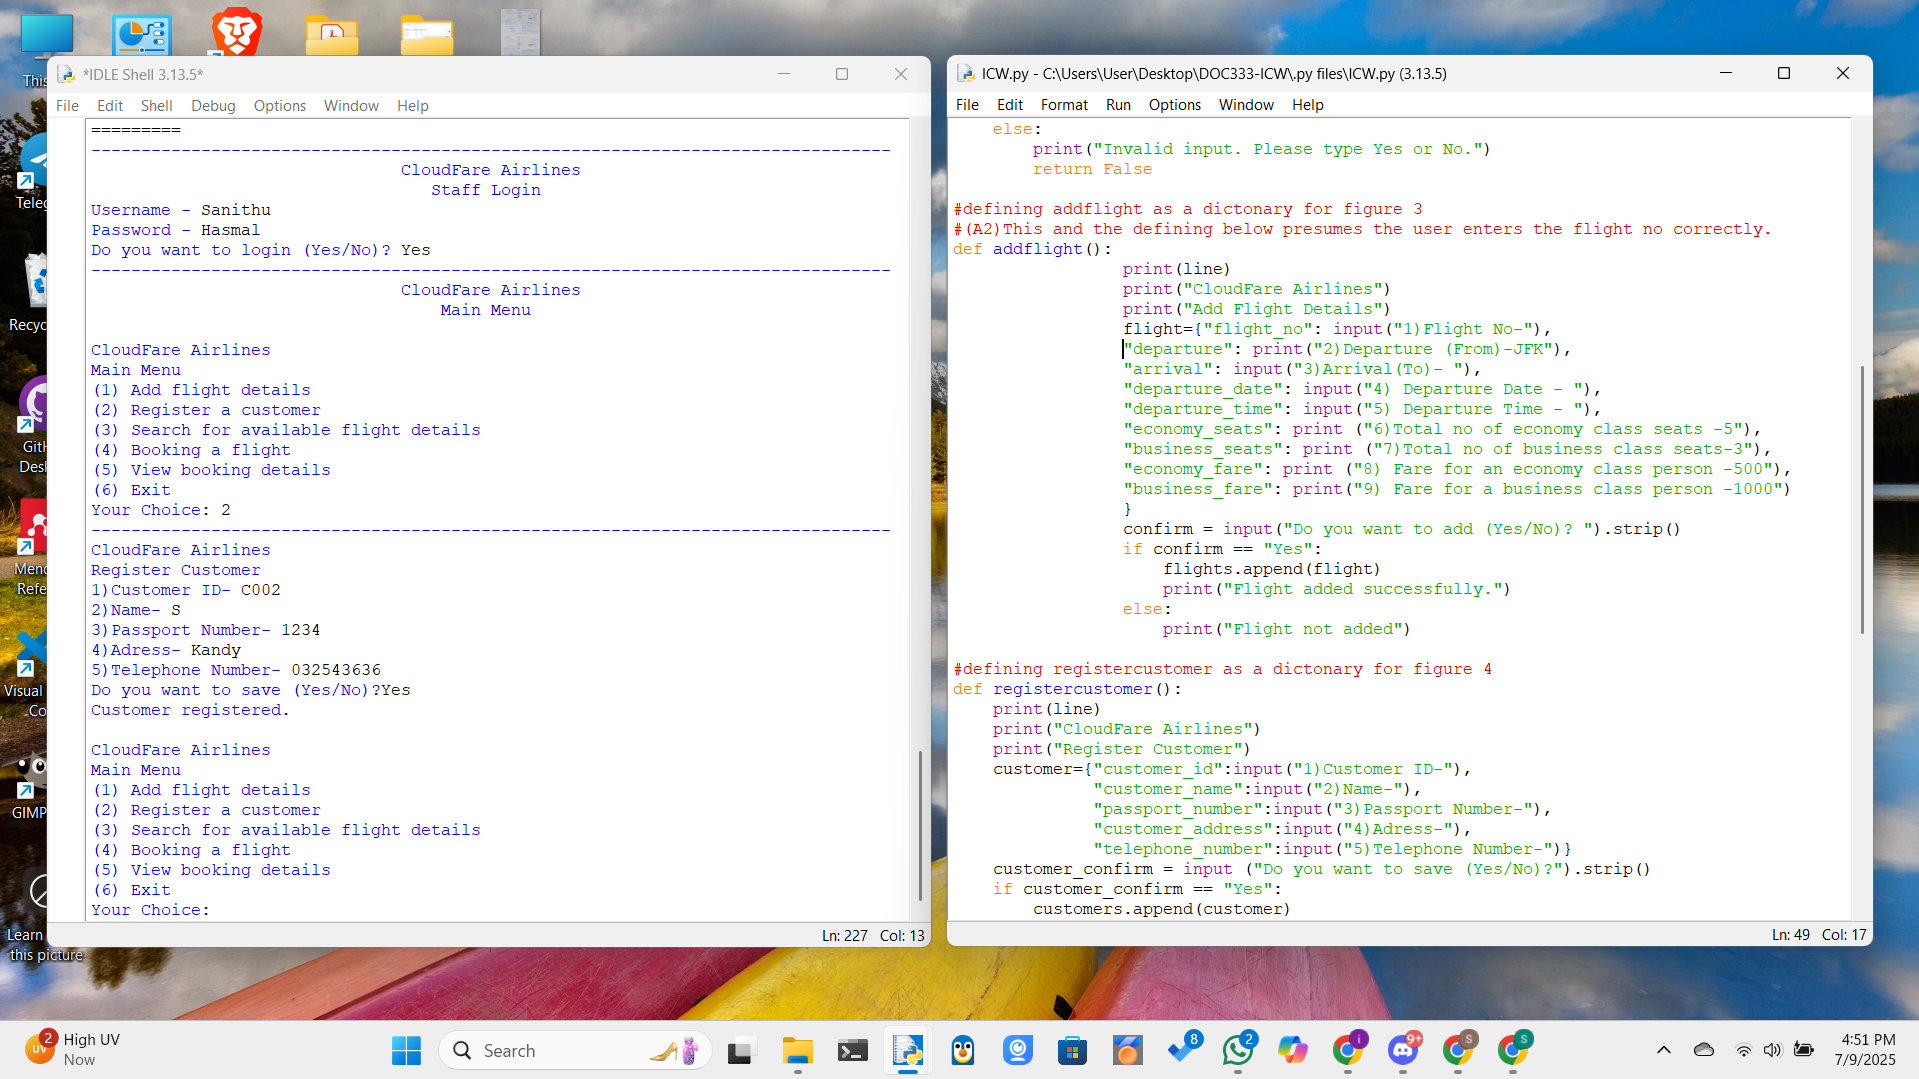 This
*IDLE Shell 3.13.5*
File Edit Shell Debug Options Window Help
=========
--------------------------------------------------------------------------------
CloudFare Airlines
Staff Login
Username - Sanithu
Password - Hasmal
Do you want to login (Yes/No)? Yes
--------------------------------------------------------------------------------
CloudFare Airlines
Main Menu
CloudFare Airlines
Main Menu
(1) Add flight details
(2) Register a customer
(3) Search for available flight details
(4) Booking a flight
(5) View booking details
(6) Exit
Your Choice: 2
--------------------------------------------------------------------------------
CloudFare Airlines
Register Customer
1)Customer ID- C002
2)Name- S
3)Passport Number- 1234
4)Adress- Kandy
5)Telephone Number- 032543636
Do you want to save (Yes/No)?Yes
Customer registered.
CloudFare Airlines
Main Menu
(1) Add flight details
(2) Register a customer
(3) Search for available flight details
(4) Booking a flight
(5) View booking details
(6) Exit
Your Choice:
Ln: 227 Col: 13
ICW.py - C:\Users\User\Desktop\DOC333-ICW\.py files\ICW.py (3.13.5)
File Edit Format Run Options Window Help
else:
print("Invalid input. Please type Yes or No.")
return False
#defining addflight as a dictonary for figure 3
#(A2)This and the defining below presumes the user enters the flight no correctly.
def addflight():
print(line)
print("CloudFare Airlines")
print("Add Flight Details")
flight={"flight_no": input("1)Flight No-"),
"departure": print("2)Departure (From)-JFK"),
"arrival": input("3)Arrival(To)- "),
"departure_date": input("4) Departure Date - "),
"departure_time": input("5) Departure Time - "),
"economy_seats": print ("6)Total no of economy class seats -5"),
"business_seats": print ("7)Total no of business class seats-3"),
"economy_fare": print ("8) Fare for an economy class person -500"),
"business_fare": print("9) Fare for a business class person -1000")
}
confirm = input("Do you want to add (Yes/No)? ").strip()
if confirm == "Yes":
flights.append(flight)
print("Flight added successfully.")
else:
print("Flight not added")
#defining registercustomer as a dictonary for figure 4
def registercustomer():
print(line)
print("CloudFare Airlines")
print("Register Customer")
customer={"customer_id":input("1)Customer ID-"),
"customer_name":input("2)Name-"),
"passport_number":input("3)Passport Number-"),
"customer_address":input("4)Adress-"),
"telephone_number":input("5)Telephone Number-")}
customer_confirm = input ("Do you want to save (Yes/No)?").strip()
if customer_confirm == "Yes":
customers.append(customer)
Ln: 49 Col: 17
Teleg
Recyc
GitH
Desk
Mend
Refe
Visual
Co
GIMP
Learn
this picture
2
UV
High UV
Now
Search
8
2
i
9+
S
S
4:51 PM
7/9/2025